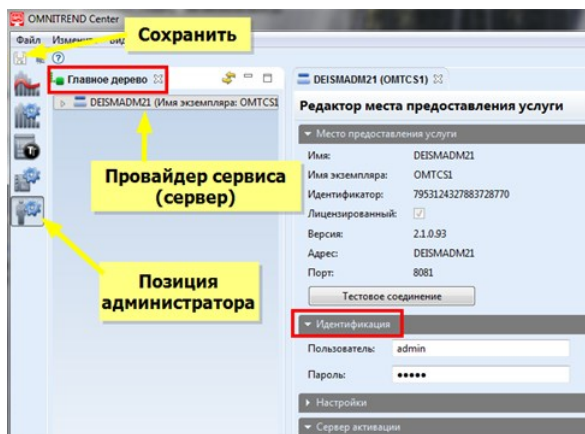 OMNITREND Center
Файл
Сохранить
Главное дерево
DEISMADM21 (Имя экземпляра: OMTCS1
Провайдер сервиса
(сервер)
Позиция
администратора
DEISMADM21 (OMTCS1)
Редактор места предоставления услуги
Место предоставления услуги
Имя: DEISMADM21
Имя экземпляра: OMTCS1
Идентификатор: 7953124327883728770
Лицензированный:
Версия: 2.1.0.93
Адрес: DEISMADM21
Порт: 8081
Тестовое соединение
Идентификация
Пользователь: admin
Пароль: •••••
Настройки
Сервер активации